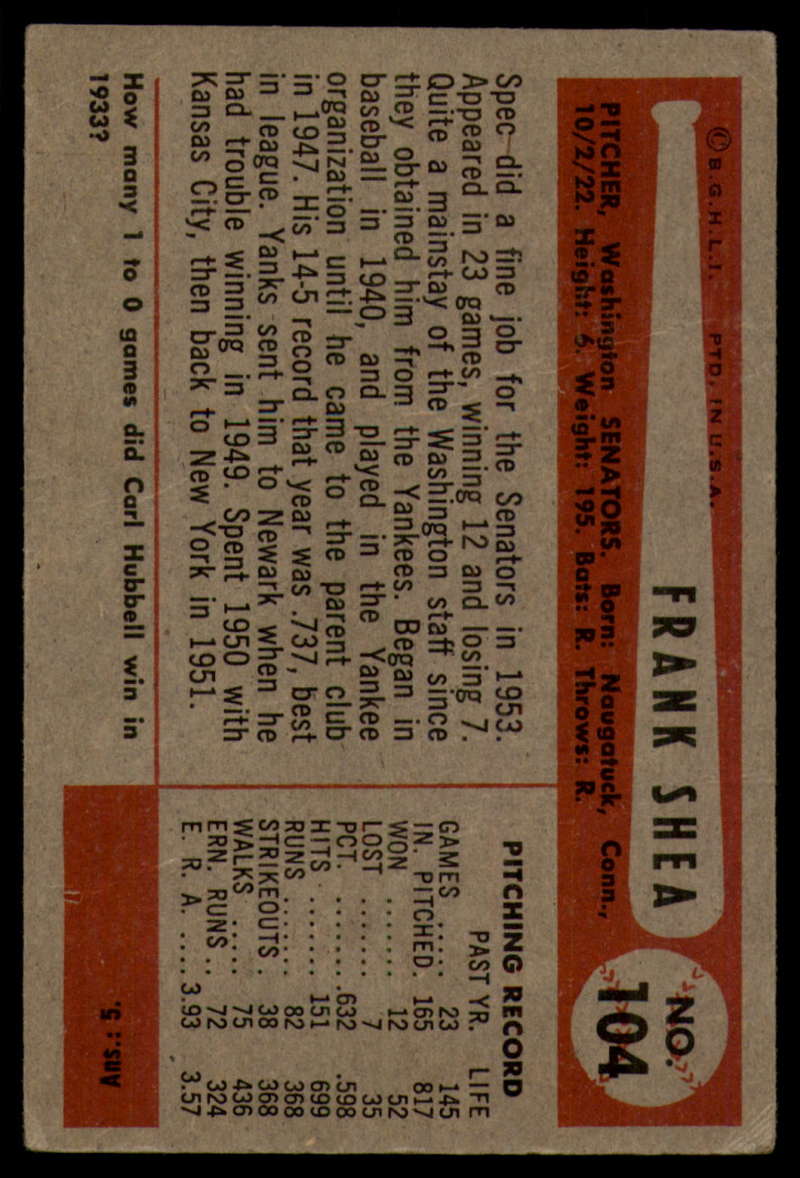 © B.G.H.L.I. PTD. IN U.S.A.
FRANK SHEA
NO.
104
PITCHER, Washington SENATORS. Born: Naugatuck, Conn.,
10/2/22. Height: 6. Weight: 195. Bats: R. Throws: R.
Spec did a fine job for the Senators in 1953.
Appeared in 23 games, winning 12 and losing 7.
Quite a mainstay of the Washington staff since
they obtained him from the Yankees. Began in
baseball in 1940, and played in the Yankee
organization until he came to the parent club
in 1947. His 14-5 record that year was .737, best
in league. Yanks sent him to Newark when he
had trouble winning in 1949. Spent 1950 with
Kansas City, then back to New York in 1951.
PITCHING RECORD
PAST YR. LIFE
GAMES ..... 23 145
IN. PITCHED. 165 817
WON ....... 12 52
LOST ....... 7 35
PCT. ....... .632 .598
HITS ....... 151 699
RUNS ...... 82 368
STRIKEOUTS . 38 368
WALKS ..... 75 436
ERN. RUNS .. 72 324
E. R. A. .... 3.93 3.57
How many 1 to 0 games did Carl Hubbell win in
1933?
Ans.: 5.